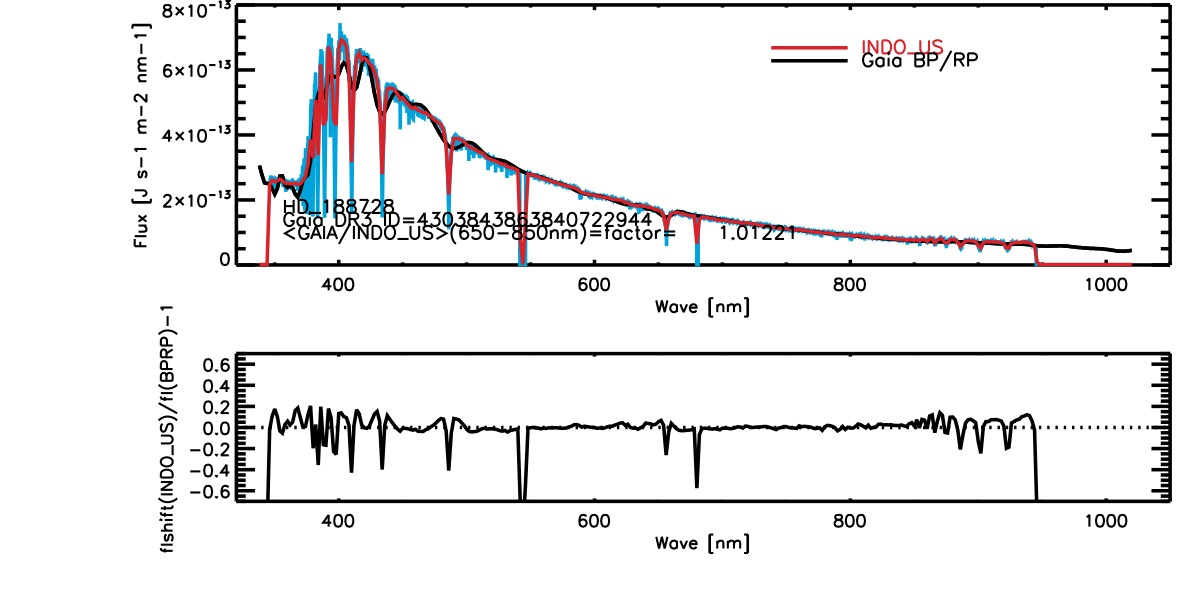 8×10−13
6×10−13
4×10−13
2×10−13
0
Flux [J s−1 m−2 nm−1]
INDO_US
Gaia BP/RP
HD_188728
Gaia DR3 ID=4303843863840722944
<GAIA/INDO_US>(650−850nm)=factor= 1.01221
400 600 800 1000
Wave [nm]
flshift(INDO_US)/fl(BPRP)−1
0.6
0.4
0.2
0.0
−0.2
−0.4
−0.6
400 600 800 1000
Wave [nm]